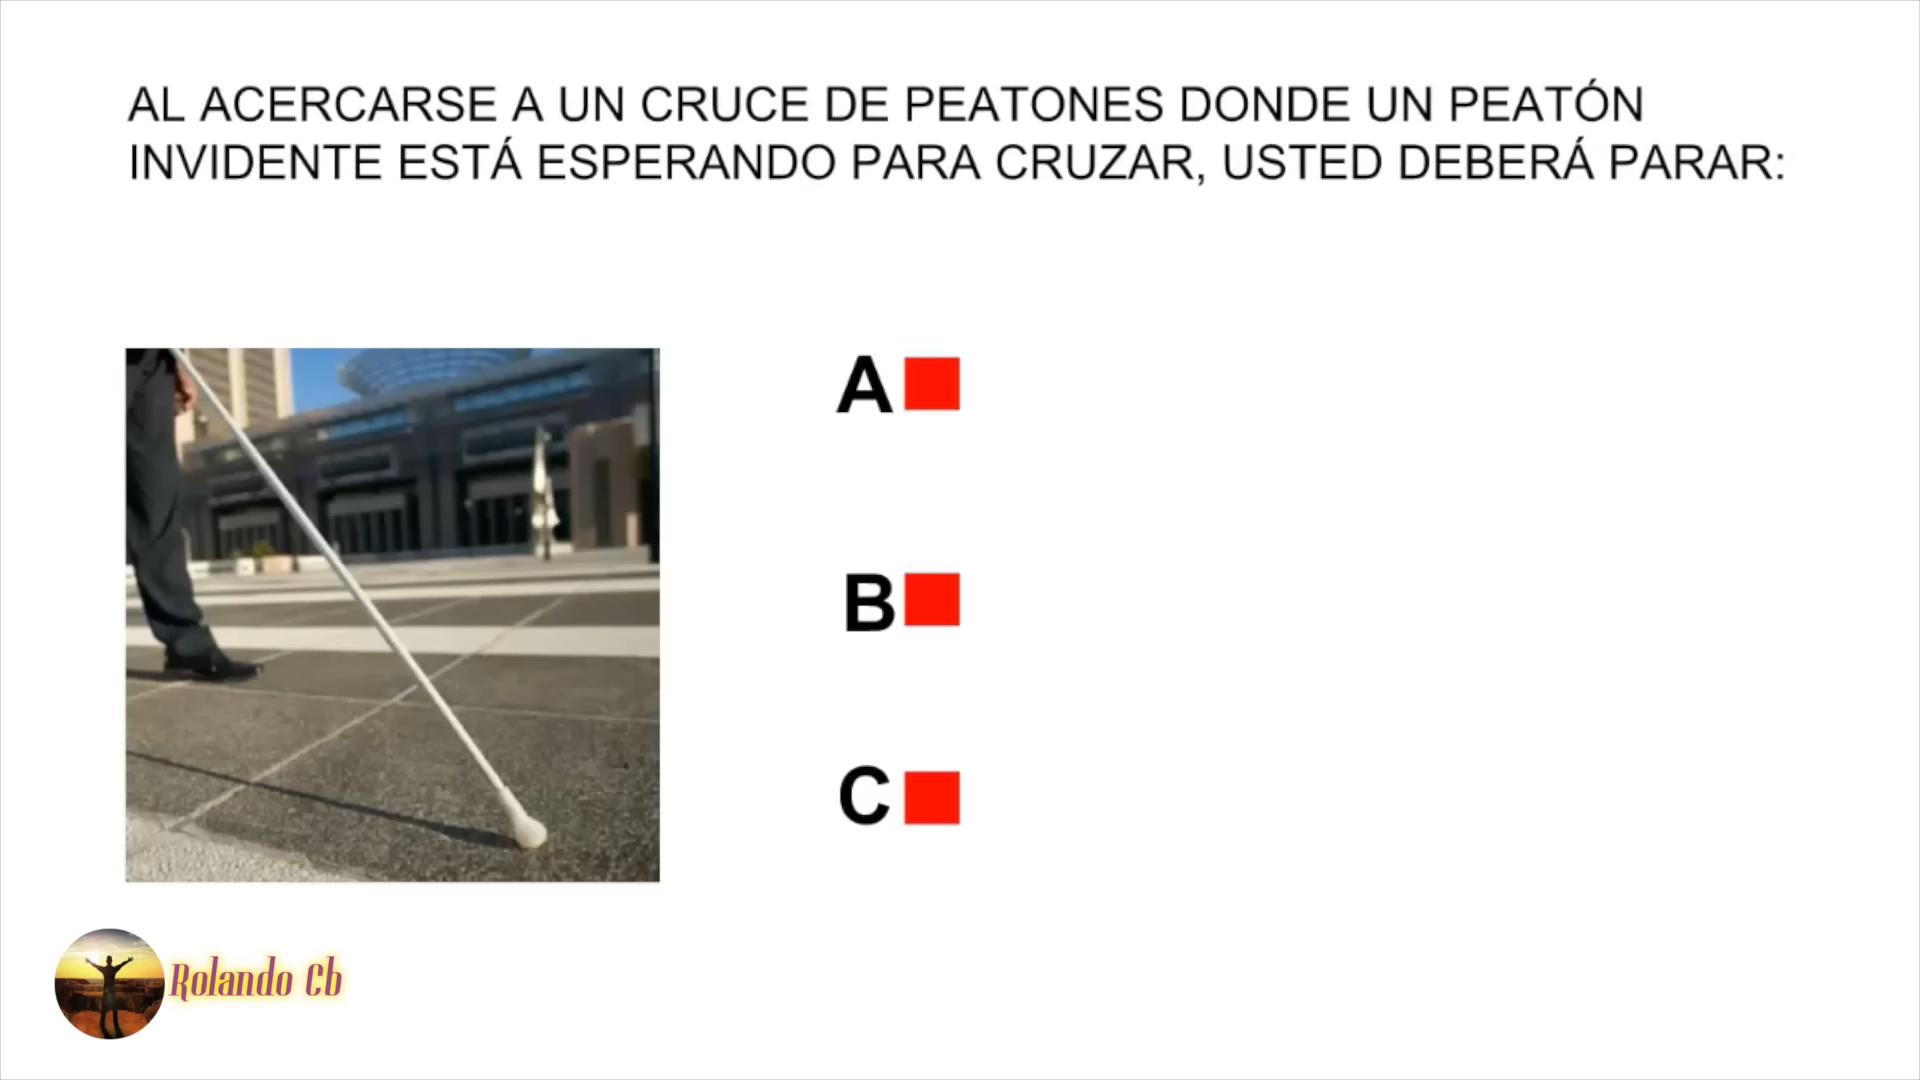 AL ACERCARSE A UN CRUCE DE PEATONES DONDE UN PEATÓN
INVIDENTE ESTÁ ESPERANDO PARA CRUZAR, USTED DEBERÁ PARAR:
A
B
C
Rolando Cb